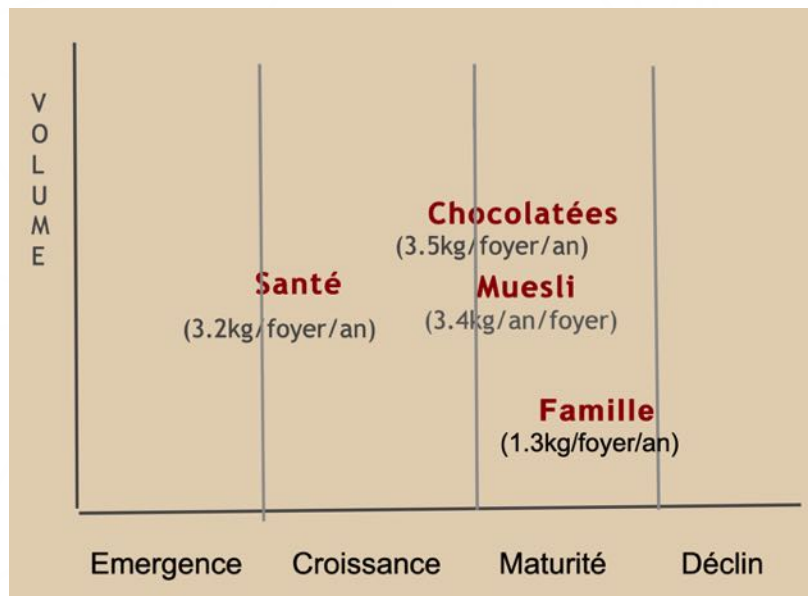 VOLUME
Chocolatées
(3.5kg/foyer/an)
Santé
(3.2kg/foyer/an)
Muesli
(3.4kg/an/foyer)
Famille
(1.3kg/foyer/an)
Emergence
Croissance
Maturité
Déclin